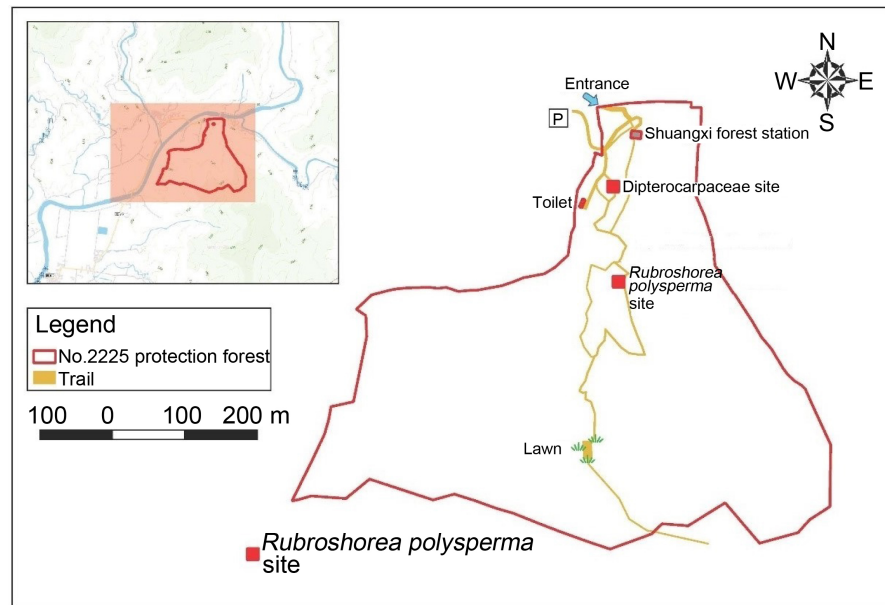 N
W E
S
Entrance
P
Shuangxi forest station
Dipterocarpaceae site
Toilet
Rubroshorea
polysperma
site
Legend
No.2225 protection forest
Trail
100 0 100 200 m
Lawn
Rubroshorea polysperma
site